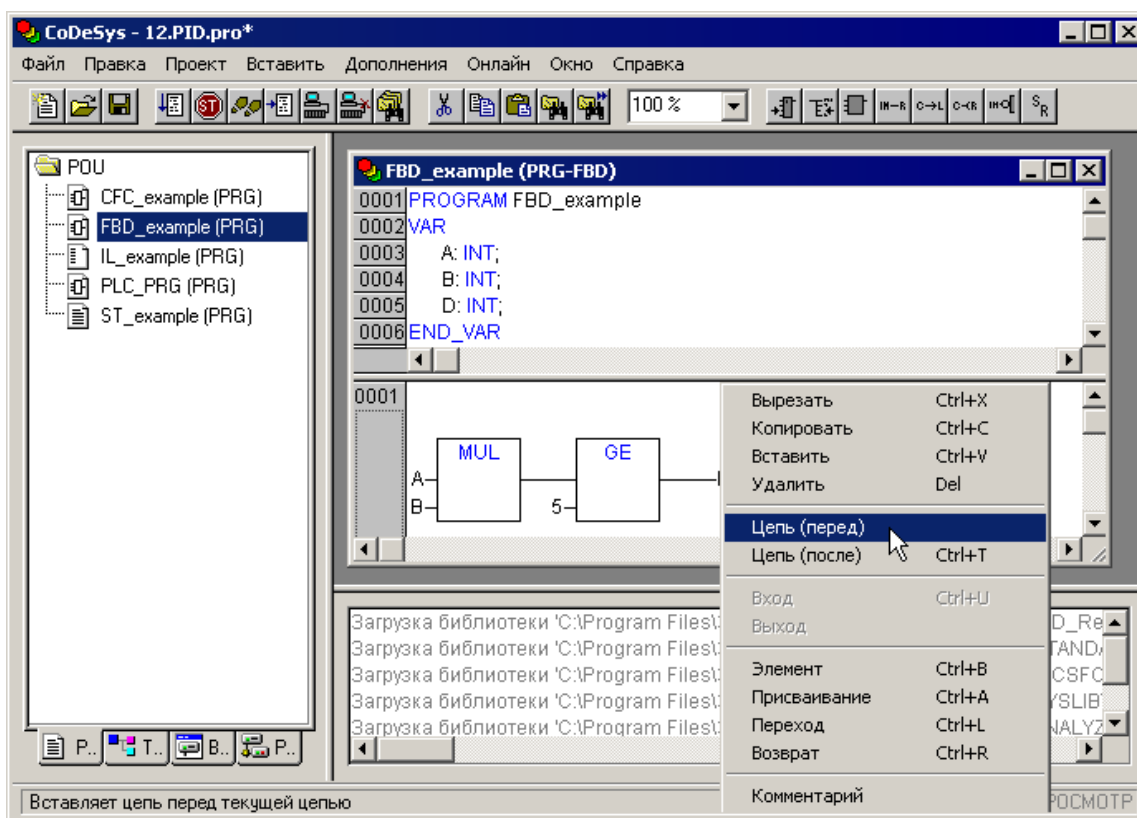 CoDeSys - 12.PID.pro*
Файл Правка Проект Вставить Дополнения Онлайн Окно Справка
100 %
POU
CFC_example (PRG)
FBD_example (PRG)
IL_example (PRG)
PLC_PRG (PRG)
ST_example (PRG)
P.. T.. B.. P..
FBD_example (PRG-FBD)
0001 PROGRAM FBD_example
0002 VAR
0003 A: INT;
0004 B: INT;
0005 D: INT;
0006 END_VAR
0001
MUL GE
A
B 5
Вырезать Ctrl+X
Копировать Ctrl+C
Вставить Ctrl+V
Удалить Del
Цепь (перед)
Цепь (после) Ctrl+T
Вход Ctrl+U
Выход
Элемент Ctrl+B
Присваивание Ctrl+A
Переход Ctrl+L
Возврат Ctrl+R
Комментарий
Загрузка библиотеки 'C:\Program Files\
Загрузка библиотеки 'C:\Program Files\
Загрузка библиотеки 'C:\Program Files\
Загрузка библиотеки 'C:\Program Files\
Загрузка библиотеки 'C:\Program Files\
Вставляет цепь перед текущей цепью